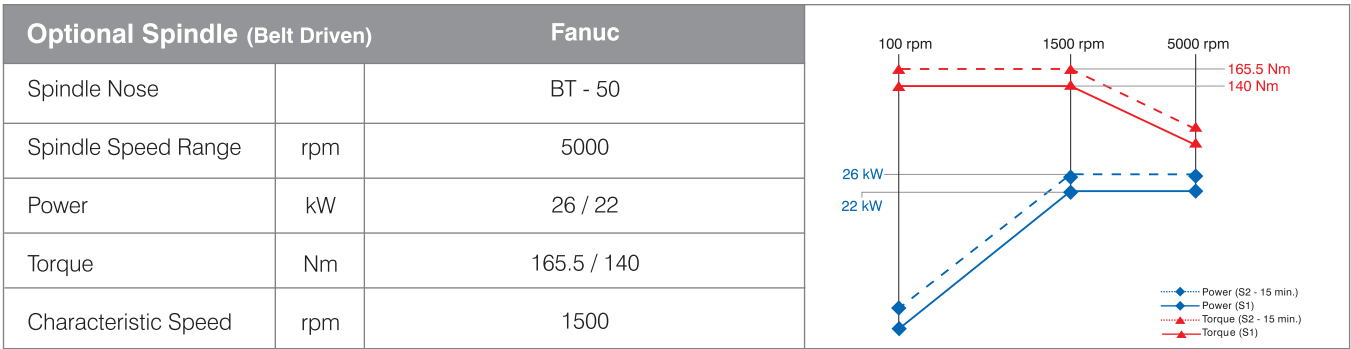 Optional Spindle (Belt Driven) Fanuc
Spindle Nose BT - 50
Spindle Speed Range rpm 5000
Power kW 26 / 22
Torque Nm 165.5 / 140
Characteristic Speed rpm 1500
100 rpm 1500 rpm 5000 rpm
165.5 Nm
140 Nm
26 kW
22 kW
Power (S2 - 15 min.)
Power (S1)
Torque (S2 - 15 min.)
Torque (S1)